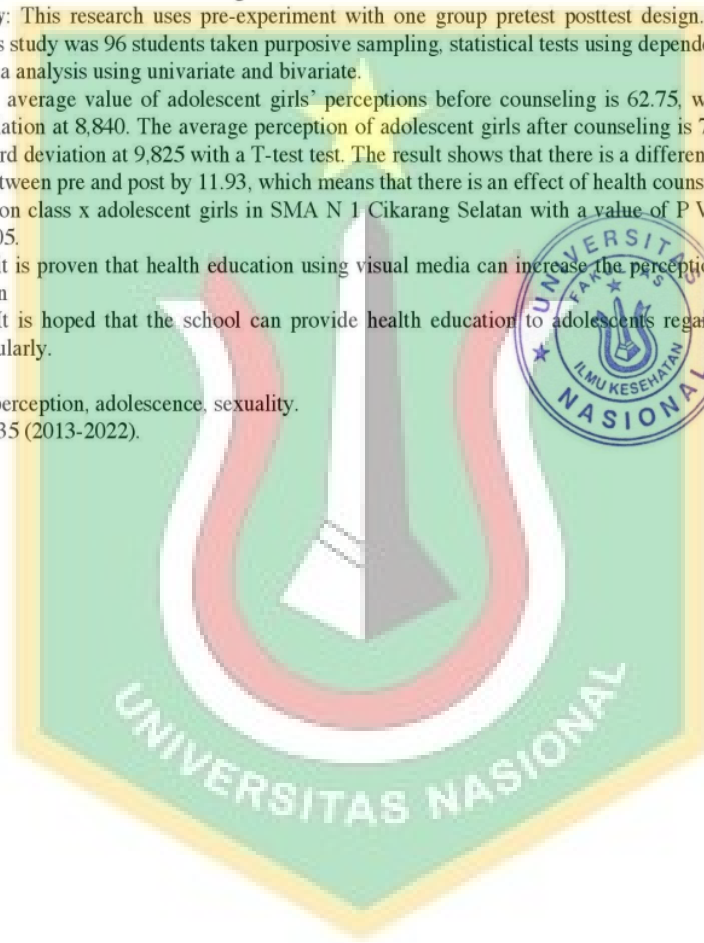 y: This research uses pre-experiment with one group pretest posttest design.
s study was 96 students taken purposive sampling, statistical tests using depende
a analysis using univariate and bivariate.
average value of adolescent girls' perceptions before counseling is 62.75, w
ation at 8,840. The average perception of adolescent girls after counseling is 7
rd deviation at 9,825 with a T-test test. The result shows that there is a differen
tween pre and post by 11.93, which means that there is an effect of health couns
on class x adolescent girls in SMA N 1 Cikarang Selatan with a value of P V
05.
it is proven that health education using visual media can increase the perceptio
n
It is hoped that the school can provide health education to adolescents rega
ularly.
perception, adolescence, sexuality.
35 (2013-2022).
UNIVERSITAS
FAKULTAS
ILMU KESEHATAN
NASIONAL
UNIVERSITAS NASIONAL